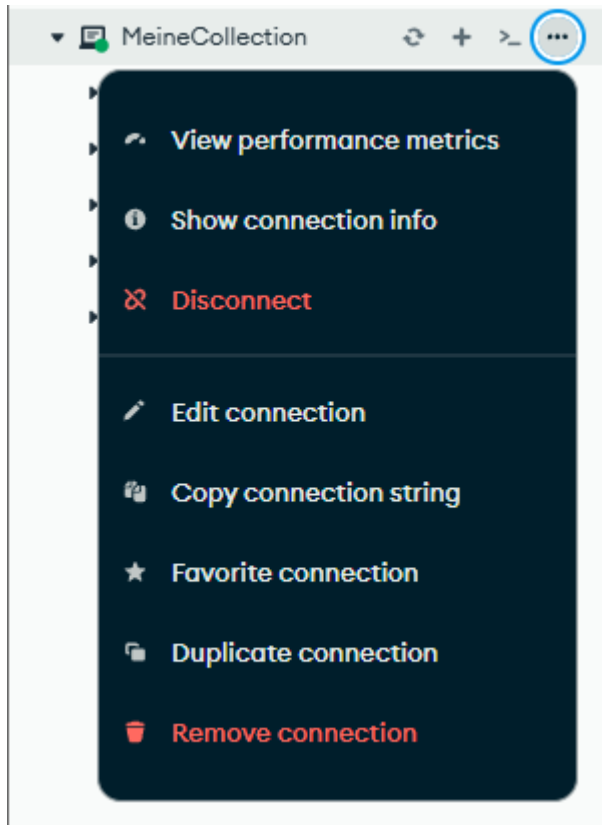 MeineCollection
View performance metrics
Show connection info
Disconnect
Edit connection
Copy connection string
Favorite connection
Duplicate connection
Remove connection